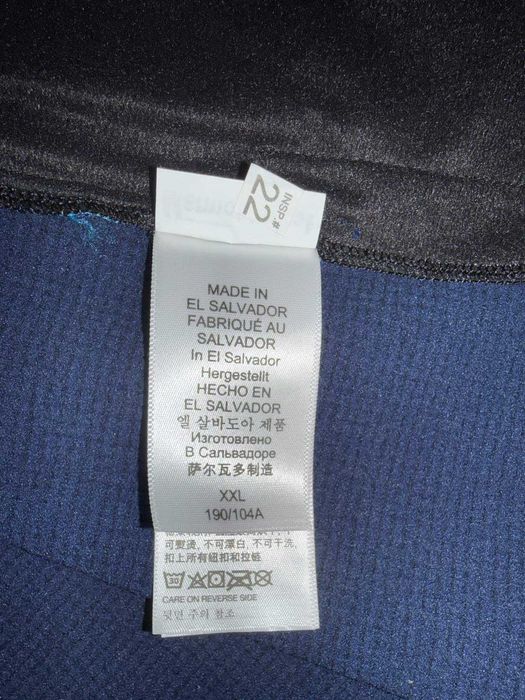 INSP.#
22
MADE IN
EL SALVADOR
FABRIQUÉ AU
SALVADOR
In El Salvador
Hergestellt
HECHO EN
EL SALVADOR
엘 살바도아 제품
Изготовлено
В Сальвадоре
萨尔瓦多制造
XXL
190/104A
可熨燙, 不可漂白, 不可干洗,
扣上所有紐扣和拉链
30
CARE ON REVERSE SIDE
뒷면 주의 참조